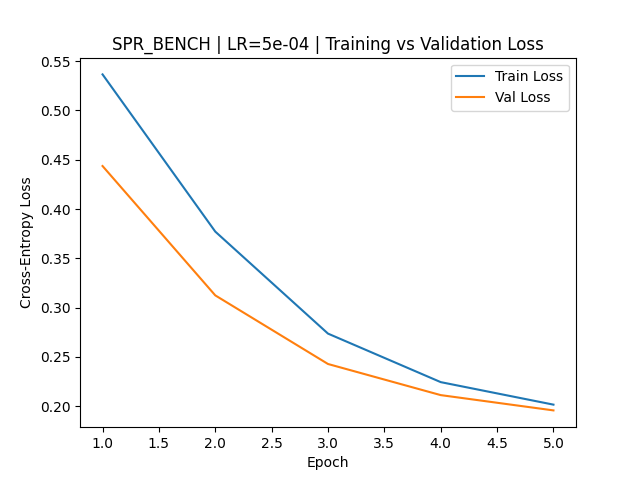 SPR_BENCH | LR=5e-04 | Training vs Validation Loss
Train Loss
Val Loss
Cross-Entropy Loss
0.55
0.50
0.45
0.40
0.35
0.30
0.25
0.20
1.0 1.5 2.0 2.5 3.0 3.5 4.0 4.5 5.0
Epoch